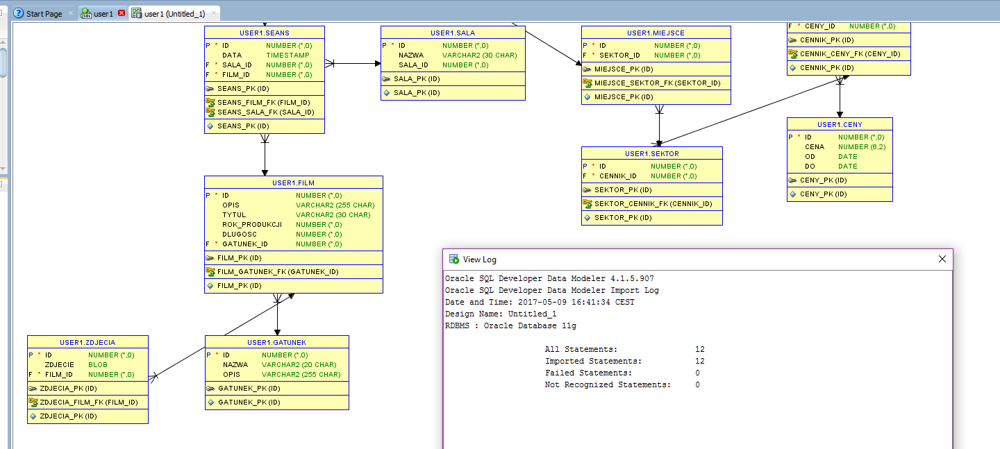 Start Page
user1
user1 (Untitled_1)
USER1.SEANS
P * ID NUMBER (*,0)
DATA TIMESTAMP
F * SALA_ID NUMBER (*,0)
F * FILM_ID NUMBER (*,0)
SEANS_PK (ID)
SEANS_FILM_FK (FILM_ID)
SEANS_SALA_FK (SALA_ID)
SEANS_PK (ID)
USER1.SALA
P * ID NUMBER (*,0)
NAZWA VARCHAR2 (30 CHAR)
SALA_ID NUMBER (*,0)
SALA_PK (ID)
SALA_PK (ID)
USER1.MIEJSCE
P * ID NUMBER (*,0)
F * SEKTOR_ID NUMBER (*,0)
MIEJSCE_PK (ID)
MIEJSCE_SEKTOR_FK (SEKTOR_ID)
MIEJSCE_PK (ID)
F * CENY_ID NUMBER (*,0)
CENNIK_PK (ID)
CENNIK_CENY_FK (CENY_ID)
CENNIK_PK (ID)
USER1.CENY
P * ID NUMBER (*,0)
CENA NUMBER (6,2)
OD DATE
DO DATE
CENY_PK (ID)
CENY_PK (ID)
USER1.SEKTOR
P * ID NUMBER (*,0)
F * CENNIK_ID NUMBER (*,0)
SEKTOR_PK (ID)
SEKTOR_CENNIK_FK (CENNIK_ID)
SEKTOR_PK (ID)
USER1.FILM
P * ID NUMBER (*,0)
OPIS VARCHAR2 (255 CHAR)
TYTUL VARCHAR2 (30 CHAR)
ROK_PRODUKCJI NUMBER (*,0)
DLUGOSC NUMBER (*,0)
F * GATUNEK_ID NUMBER (*,0)
FILM_PK (ID)
FILM_GATUNEK_FK (GATUNEK_ID)
FILM_PK (ID)
USER1.ZDJECIA
P * ID NUMBER (*,0)
ZDJECIE BLOB
F * FILM_ID NUMBER (*,0)
ZDJECIA_PK (ID)
ZDJECIA_FILM_FK (FILM_ID)
ZDJECIA_PK (ID)
USER1.GATUNEK
P * ID NUMBER (*,0)
NAZWA VARCHAR2 (20 CHAR)
OPIS VARCHAR2 (255 CHAR)
GATUNEK_PK (ID)
GATUNEK_PK (ID)
View Log
Oracle SQL Developer Data Modeler 4.1.5.907
Oracle SQL Developer Data Modeler Import Log
Date and Time: 2017-05-09 16:41:34 CEST
Design Name: Untitled_1
RDBMS : Oracle Database 11g
All Statements: 12
Imported Statements: 12
Failed Statements: 0
Not Recognized Statements: 0